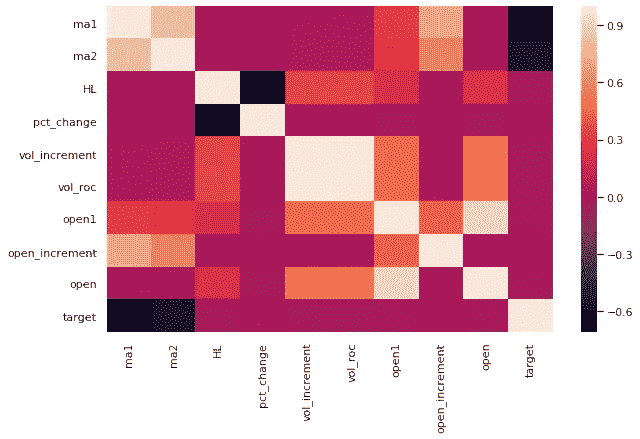 ma1
ma2
HL
pct_change
vol_increment
vol_roc
open1
open_increment
open
target
ma1
ma2
HL
pct_change
vol_increment
vol_roc
open1
open_increment
open
target
0.9
0.6
0.3
0.0
−0.3
−0.6